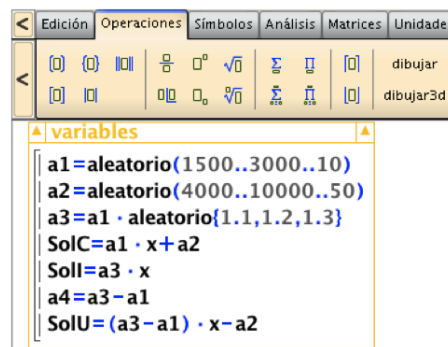 < Edición Operaciones Símbolos Análisis Matrices Unidade
dibujar
< dibujar3d
variables
a1=aleatorio(1500..3000..10)
a2=aleatorio(4000..10000..50)
a3=a1 · aleatorio{1.1,1.2,1.3}
SolC=a1 · x+a2
SolI=a3 · x
a4=a3-a1
SolU=(a3-a1) · x-a2